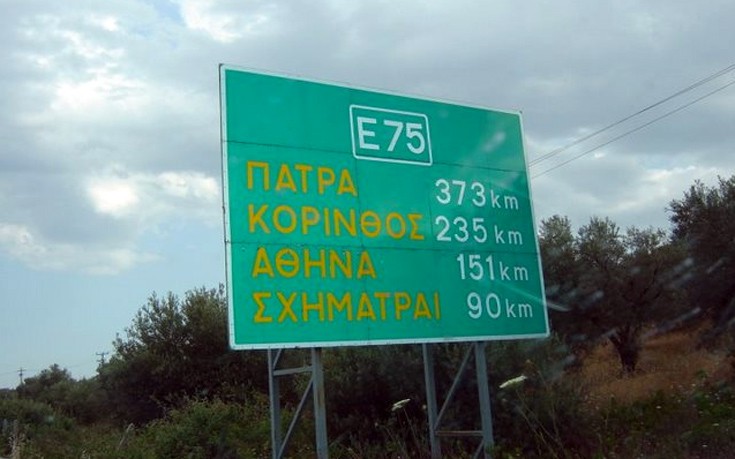 E75
ΠΑΤΡΑ 373 km
ΚΟΡΙΝΘΟΣ 235 km
ΑΘΗΝΑ 151 km
ΣΧΗΜΑΤΡΑΙ 90 km